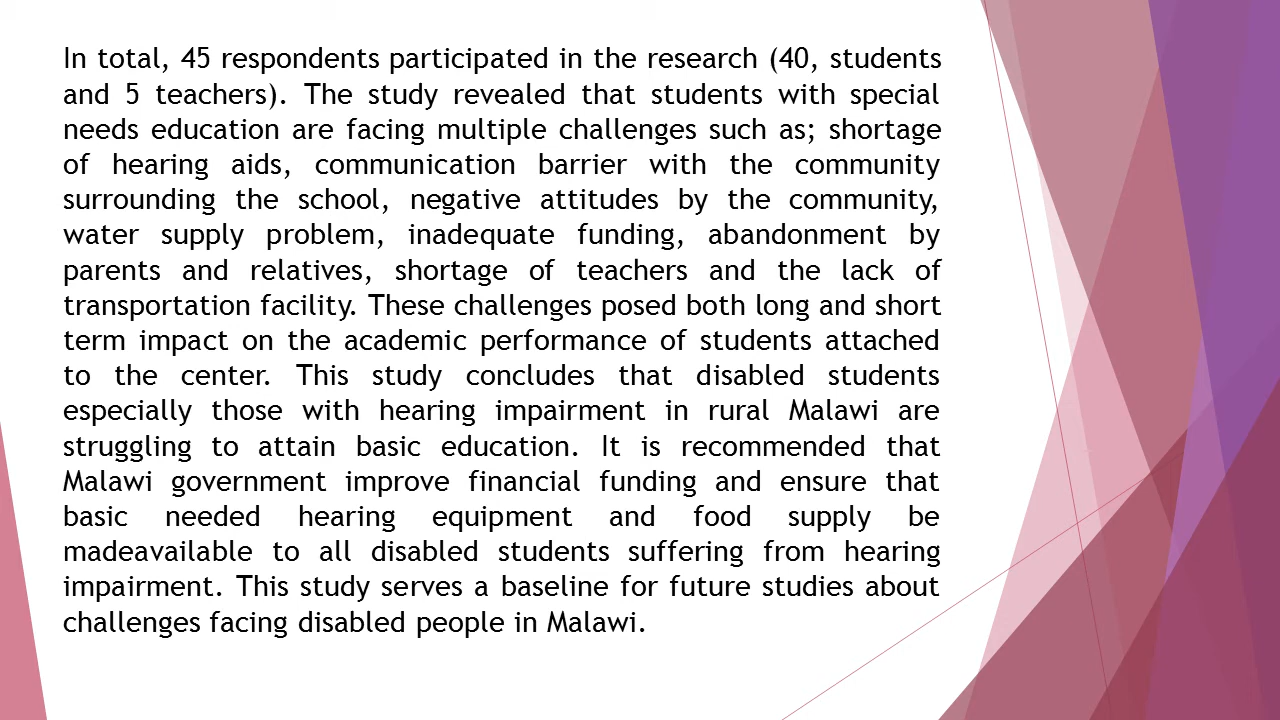 In total, 45 respondents participated in the research (40, students
and 5 teachers). The study revealed that students with special
needs education are facing multiple challenges such as; shortage
of hearing aids, communication barrier with the community
surrounding the school, negative attitudes by the community,
water supply problem, inadequate funding, abandonment by
parents and relatives, shortage of teachers and the lack of
transportation facility. These challenges posed both long and short
term impact on the academic performance of students attached
to the center. This study concludes that disabled students
especially those with hearing impairment in rural Malawi are
struggling to attain basic education. It is recommended that
Malawi government improve financial funding and ensure that
basic needed hearing equipment and food supply be
madeavailable to all disabled students suffering from hearing
impairment. This study serves a baseline for future studies about
challenges facing disabled people in Malawi.